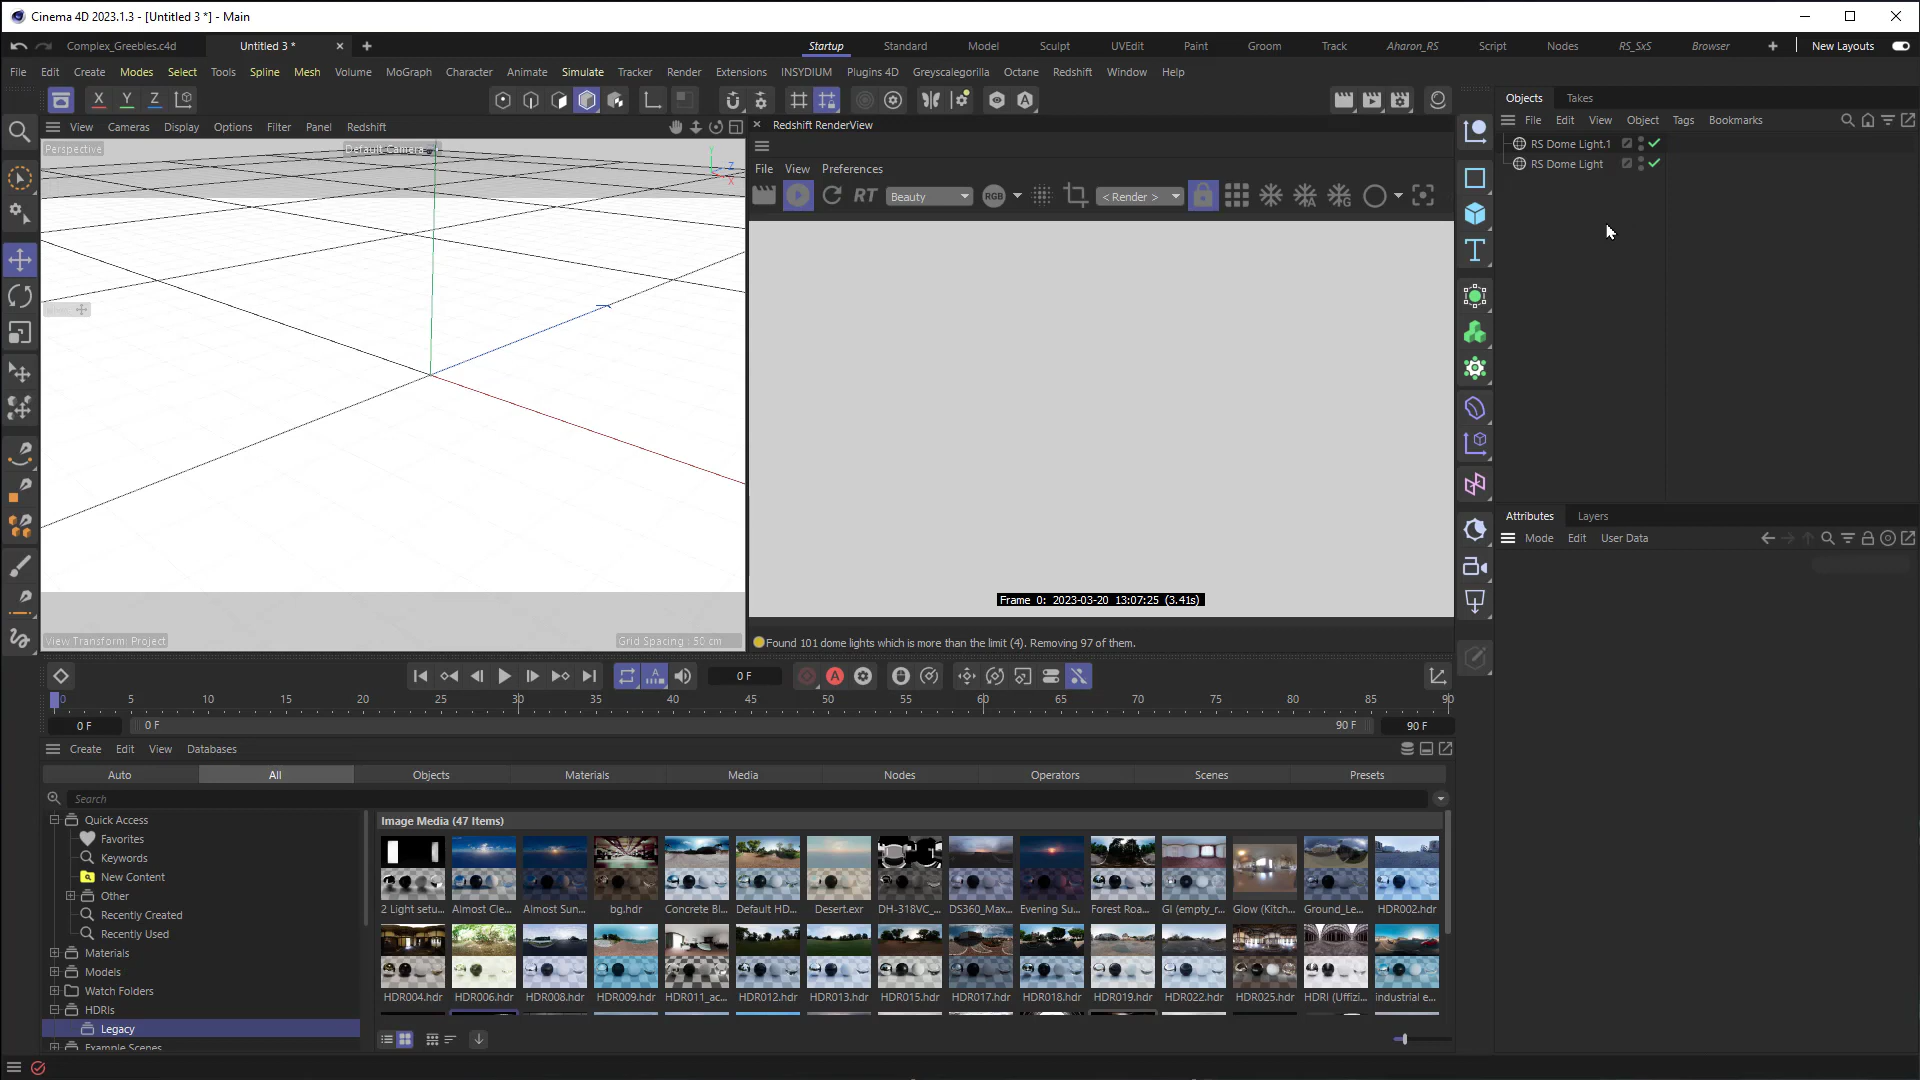 Cinema 4D 2023.1.3 - [Untitled 3 *] - Main
Complex_Greebles.c4d Untitled 3 * Startup Standard Model Sculpt UVEdit Paint Groom Track Aharon_RS Script Nodes RS_SxS Browser New Layouts
File Edit Create Modes Select Tools Spline Mesh Volume MoGraph Character Animate Simulate Tracker Render Extensions INSYDIUM Plugins 4D Greyscalegorilla Octane Redshift Window Help
X Y Z
View Cameras Display Options Filter Panel Redshift
Perspective
Default Camera
Y
Z
X
View Transform: Project
Grid Spacing : 50 cm
Redshift RenderView
File View Preferences
RT Beauty RGB < Render >
Frame 0: 2023-03-20 13:07:25 (3.41s)
Found 101 dome lights which is more than the limit (4). Removing 97 of them.
Objects Takes
File Edit View Object Tags Bookmarks
RS Dome Light.1
RS Dome Light
Attributes Layers
Mode Edit User Data
0 F
0 5 10 15 20 25 30 35 40 45 50 55 60 65 70 75 80 85 90
0 F 0 F 90 F 90 F
Create Edit View Databases
Auto All Objects Materials Media Nodes Operators Scenes Presets
Search
Quick Access
Favorites
Keywords
New Content
Other
Recently Created
Recently Used
Materials
Models
Watch Folders
HDRIs
Legacy
Example Scenes
Image Media (47 Items)
2 Light setu... Almost Cle... Almost Sun... bg.hdr Concrete Bl... Default HD... Desert.exr DH-318VC_... DS360_Max... Evening Su... Forest Roa... GI (empty_r... Glow (Kitch... Ground_Le... HDR002.hdr
HDR004.hdr HDR006.hdr HDR008.hdr HDR009.hdr HDR011_ac... HDR012.hdr HDR013.hdr HDR015.hdr HDR017.hdr HDR018.hdr HDR019.hdr HDR022.hdr HDR025.hdr HDRI (Uffizi... industrial e...